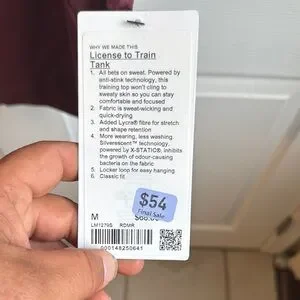 WHY WE MADE THIS
License to Train
Tank
1. All bets on sweat. Powered by
anti-stink technology, this
training top won't cling to
sweaty skin so you can stay
comfortable and focused
2. Fabric is sweat-wicking and
quick-drying
3. Added Lycra® fibre for stretch
and shape retention
4. More wearing, less washing.
Silverescent™ technology,
powered by X-STATIC®, inhibits
the growth of odour-causing
bacteria on the fabric
5. Locker loop for easy hanging
6. Classic fit
$54
Final Sale
M
LM1279S RDMR
000148250641